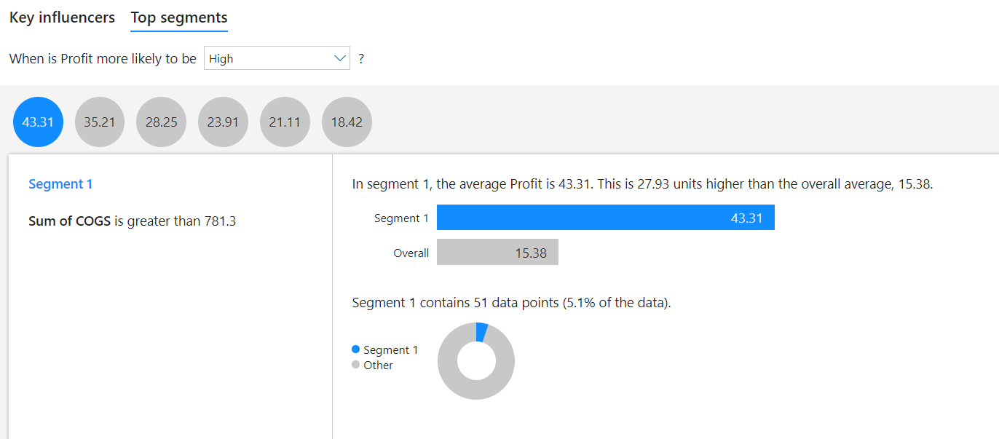 Key influencers Top segments
When is Profit more likely to be High ?
43.31 35.21 28.25 23.91 21.11 18.42
Segment 1
Sum of COGS is greater than 781.3
In segment 1, the average Profit is 43.31. This is 27.93 units higher than the overall average, 15.38.
Segment 1 43.31
Overall 15.38
Segment 1 contains 51 data points (5.1% of the data).
Segment 1
Other